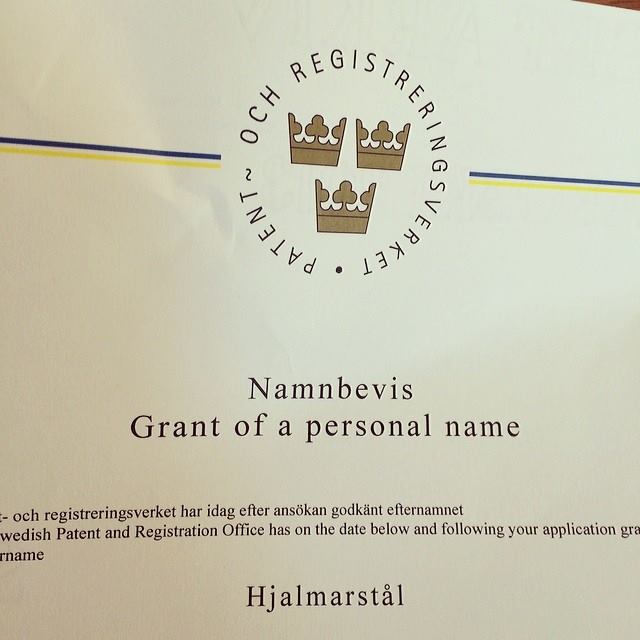 PATENT- OCH REGISTRERINGSVERKET •
Namnbevis
Grant of a personal name
t- och registreringsverket har idag efter ansökan godkänt efternamnet
wedish Patent and Registration Office has on the date below and following your application gra
rname
Hjalmarstål